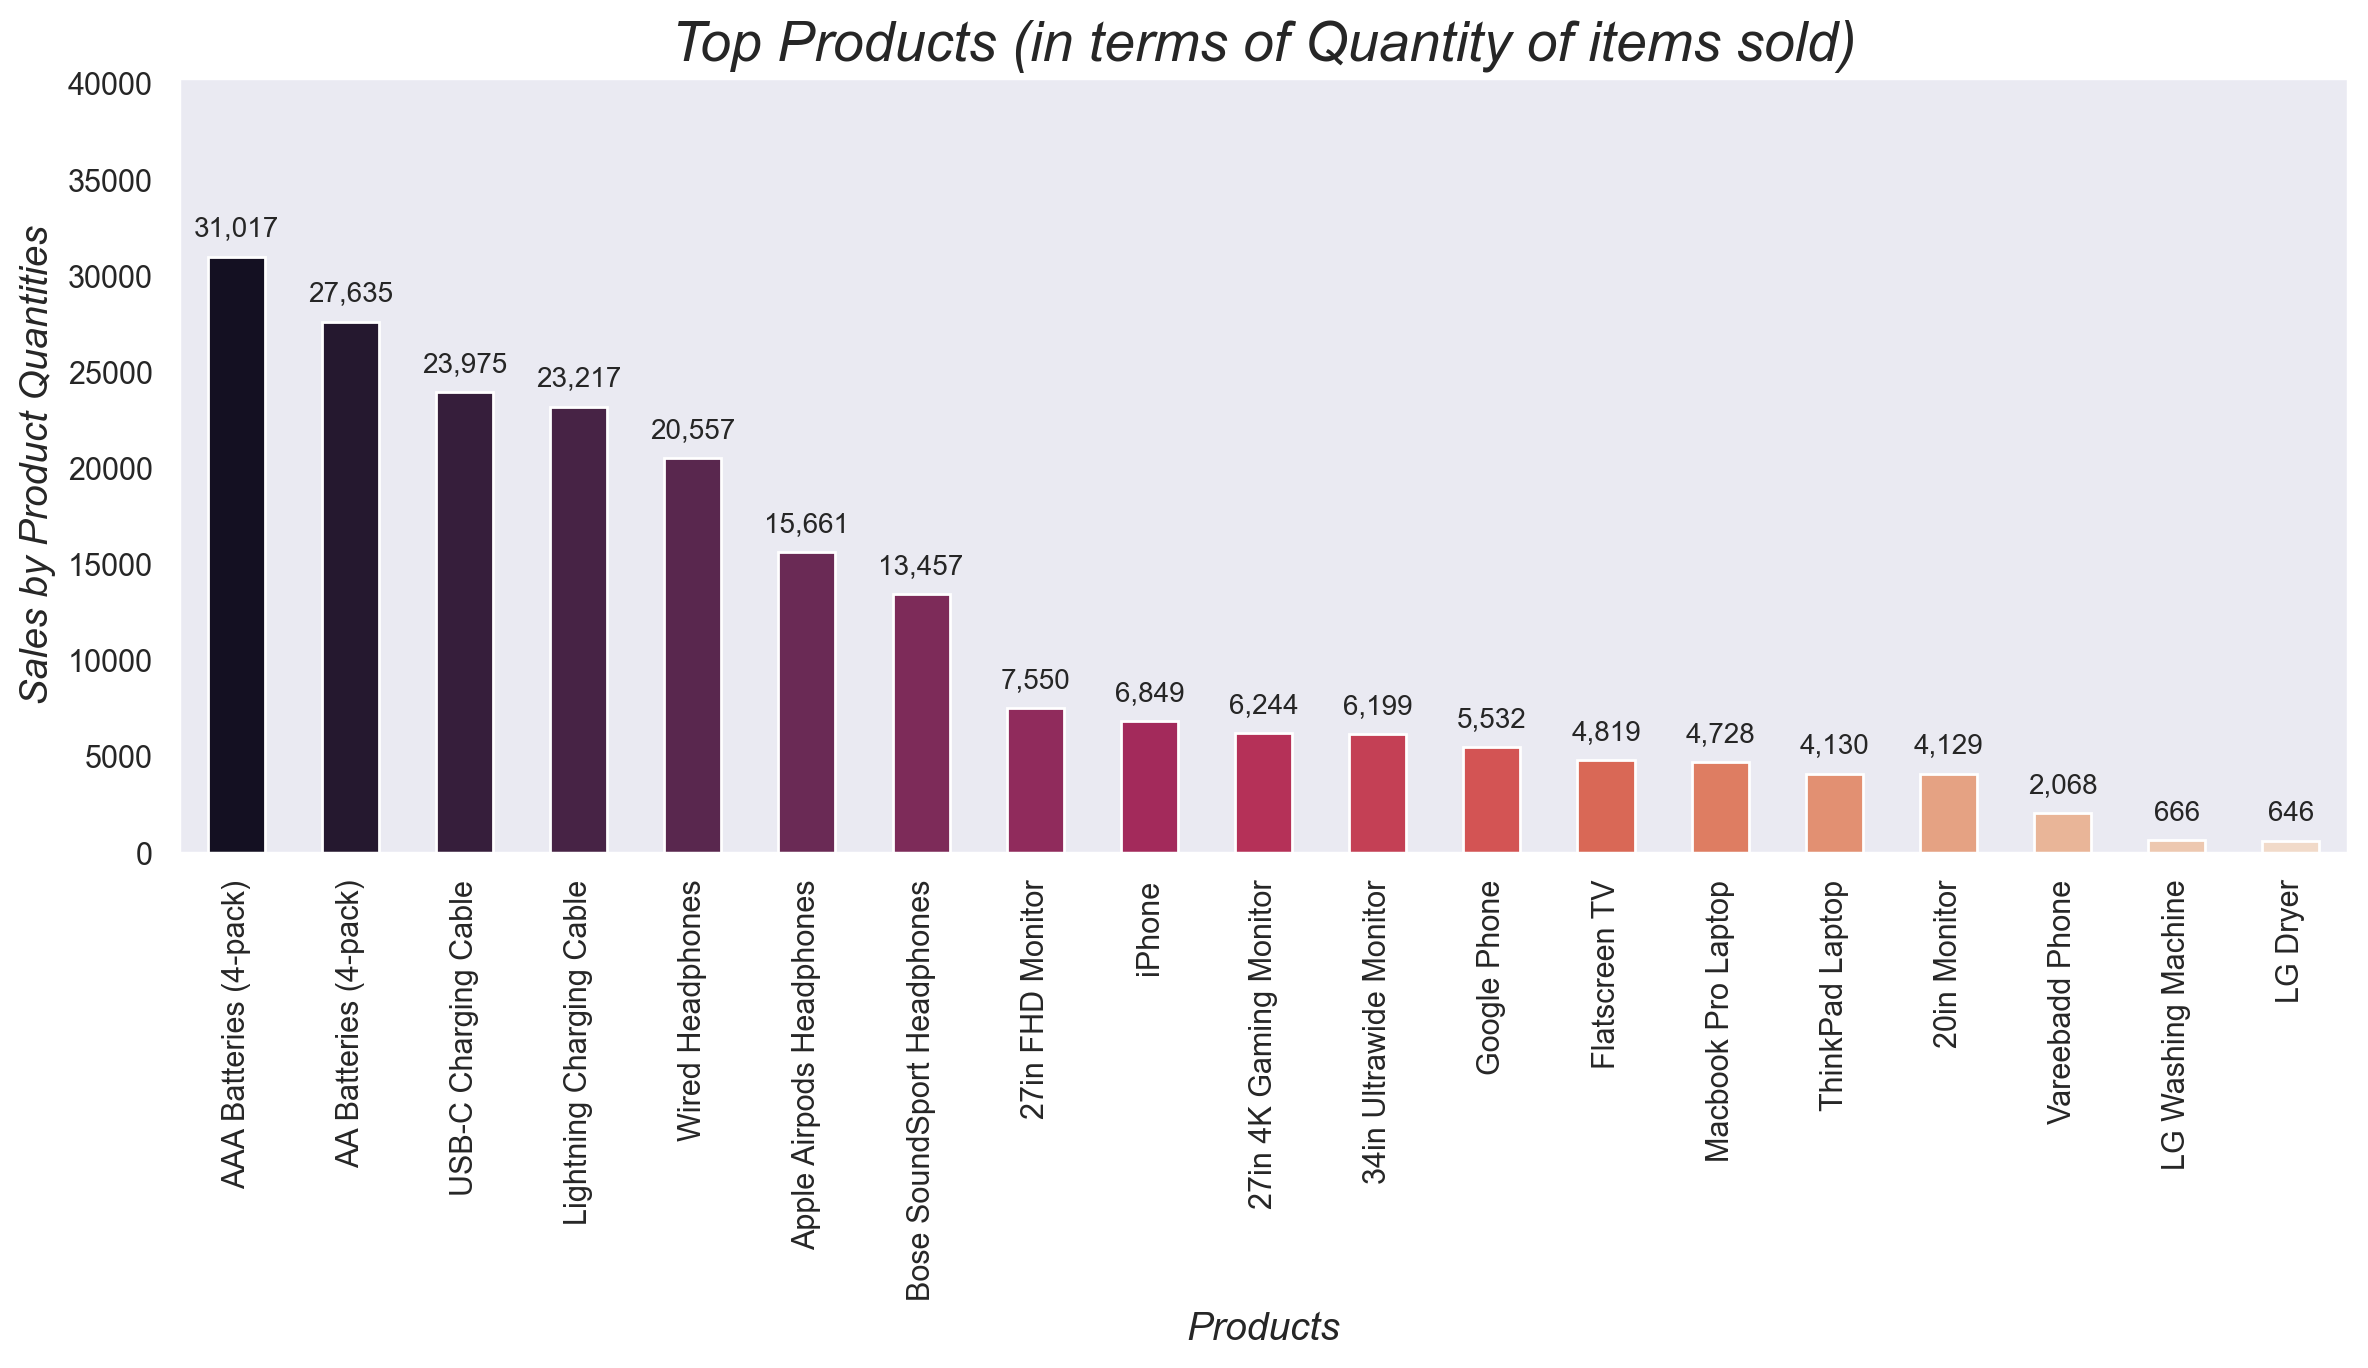 Top Products (in terms of Quantity of items sold)
Sales by Product Quantities
40000
35000
30000
25000
20000
15000
10000
5000
0
31,017
27,635
23,975
23,217
20,557
15,661
13,457
7,550
6,849
6,244
6,199
5,532
4,819
4,728
4,130
4,129
2,068
666
646
AAA Batteries (4-pack)
AA Batteries (4-pack)
USB-C Charging Cable
Lightning Charging Cable
Wired Headphones
Apple Airpods Headphones
Bose SoundSport Headphones
27in FHD Monitor
iPhone
27in 4K Gaming Monitor
34in Ultrawide Monitor
Google Phone
Flatscreen TV
Macbook Pro Laptop
ThinkPad Laptop
20in Monitor
Vareebadd Phone
LG Washing Machine
LG Dryer
Products